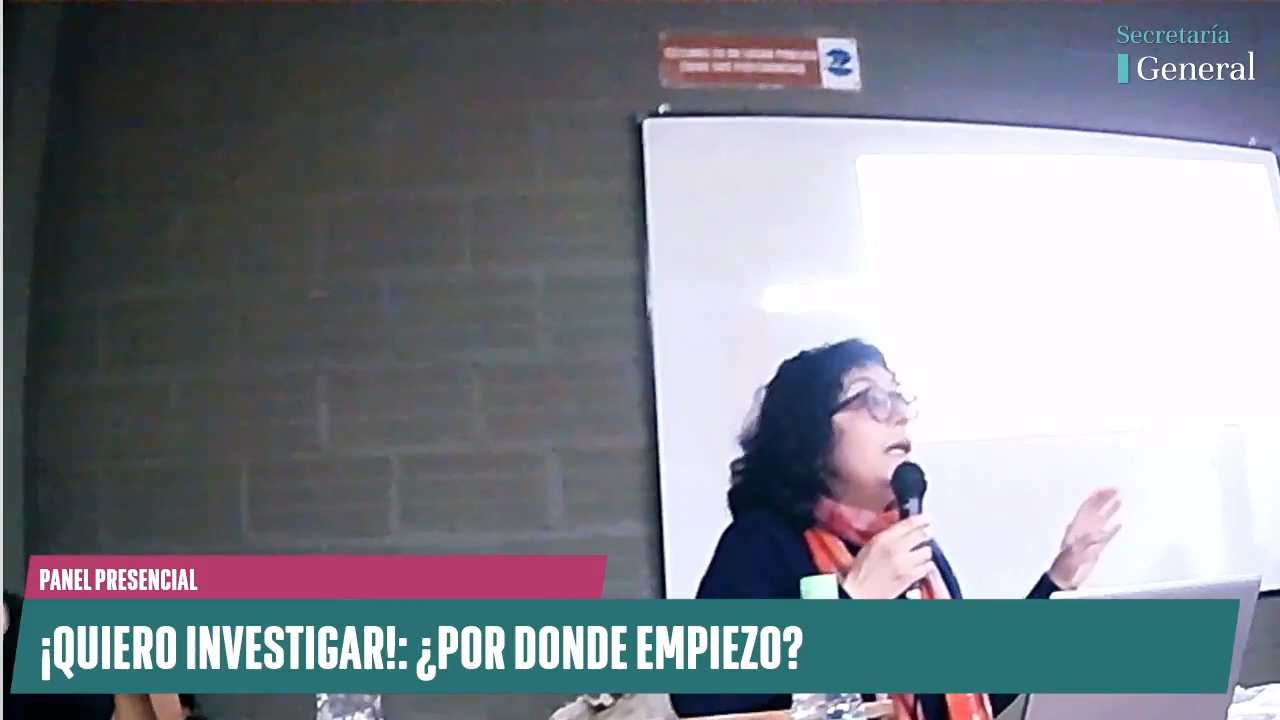 Secretaría
General
PANEL PRESENCIAL
¡QUIERO INVESTIGAR!: ¿POR DONDE EMPIEZO?